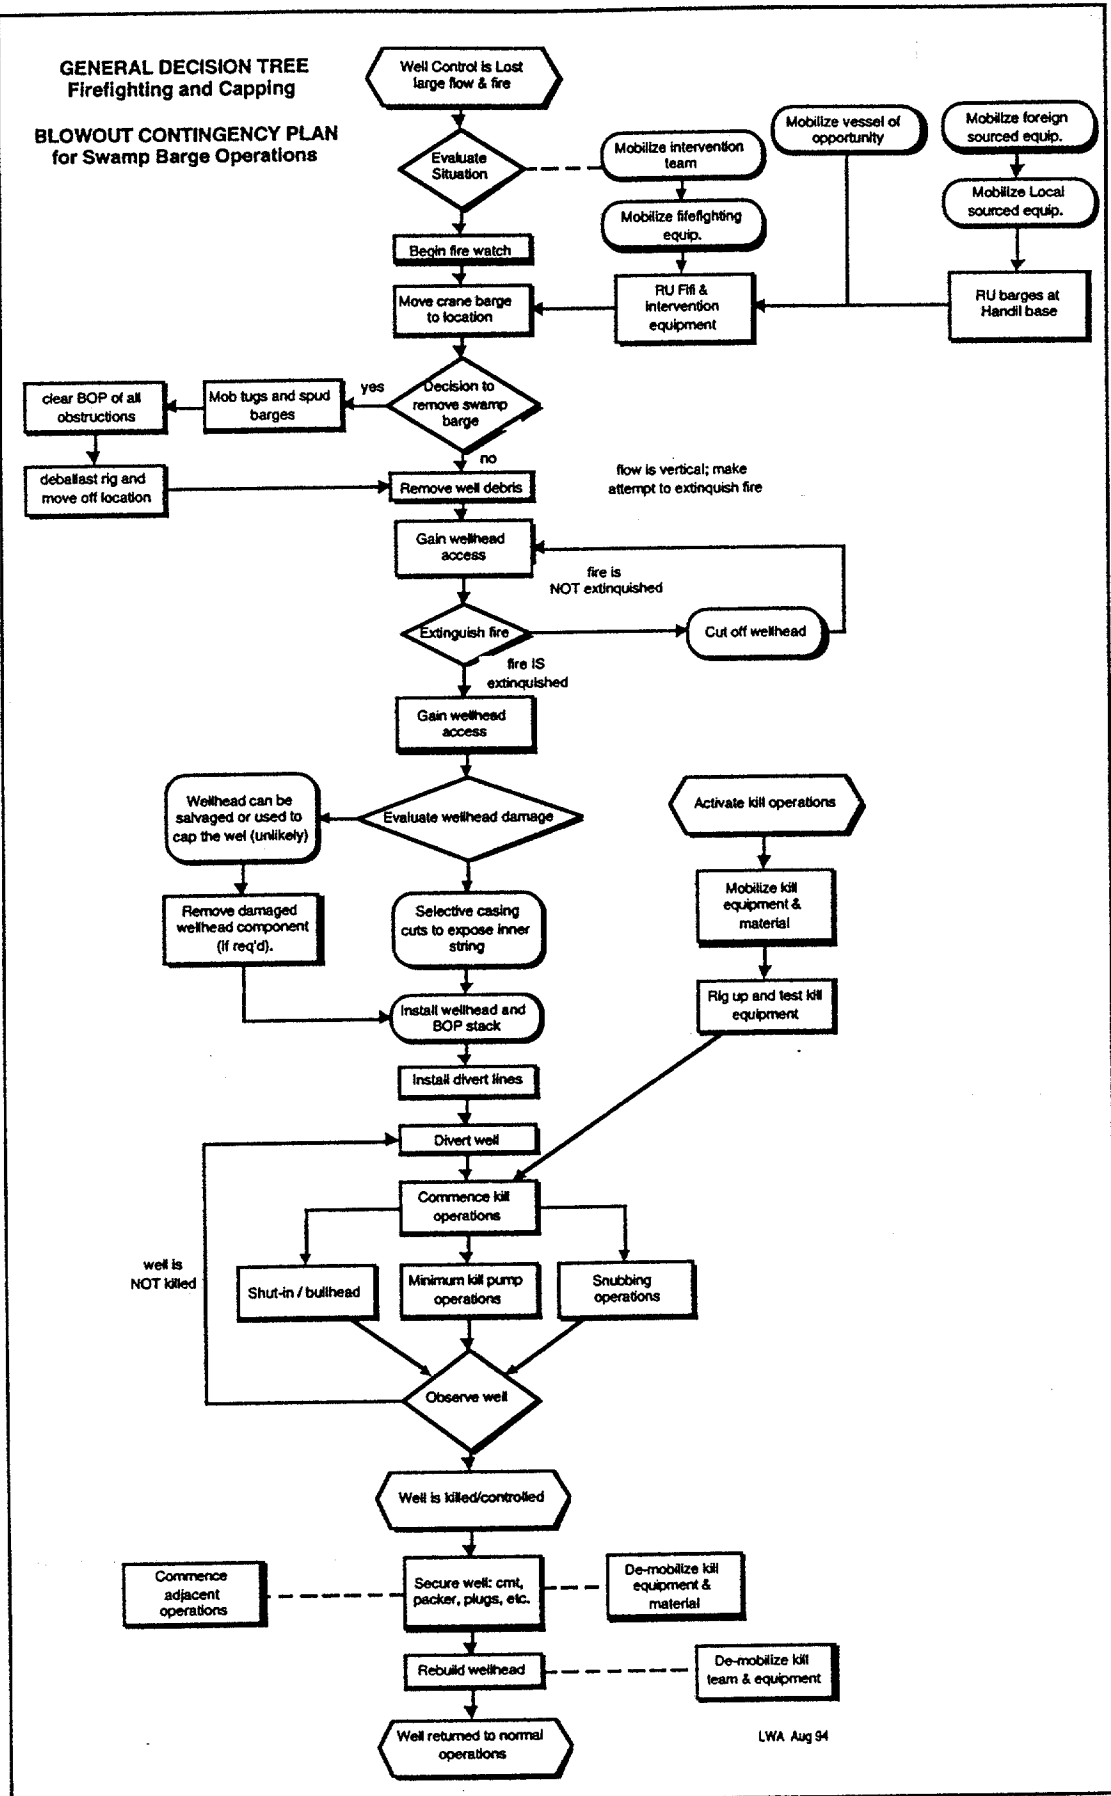 GENERAL DECISION TREE
Firefighting and Capping
BLOWOUT CONTINGENCY PLAN
for Swamp Barge Operations
Well Control is Lost
large flow & fire
Evaluate
Situation
Mobilize intervention
team
Mobilize vessel of
opportunity
Mobilize foreign
sourced equip.
Mobilize fifefighting
equip.
Mobilize Local
sourced equip.
Begin fire watch
Move crane barge
to location
RU Fifi &
intervention
equipment
RU barges at
Handil base
Decision to
remove swamp
barge
yes
Mob tugs and spud
barges
clear BOP of all
obstructions
deballast rig and
move off location
no
Remove well debris
flow is vertical; make
attempt to extinguish fire
Gain wellhead
access
fire is
NOT extinquished
Extinguish fire
Cut off wellhead
fire IS
extinquished
Gain wellhead
access
Evaluate wellhead damage
Wellhead can be
salvaged or used to
cap the wel (unlikely)
Activate kill operations
Remove damaged
wellhead component
(if req'd).
Selective casing
cuts to expose inner
string
Mobilize kill
equipment &
material
Install wellhead and
BOP stack
Rig up and test kill
equipment
Install divert lines
Divert well
Commence kill
operations
well is
NOT killed
Shut-in / bullhead
Minimum kill pump
operations
Snubbing
operations
Observe well
Well is killed/controlled
Commence
adjacent
operations
Secure well: cmt,
packer, plugs, etc.
De-mobilize kill
equipment &
material
Rebuild wellhead
De-mobilize kill
team & equipment
Well returned to normal
operations
LWA Aug 94